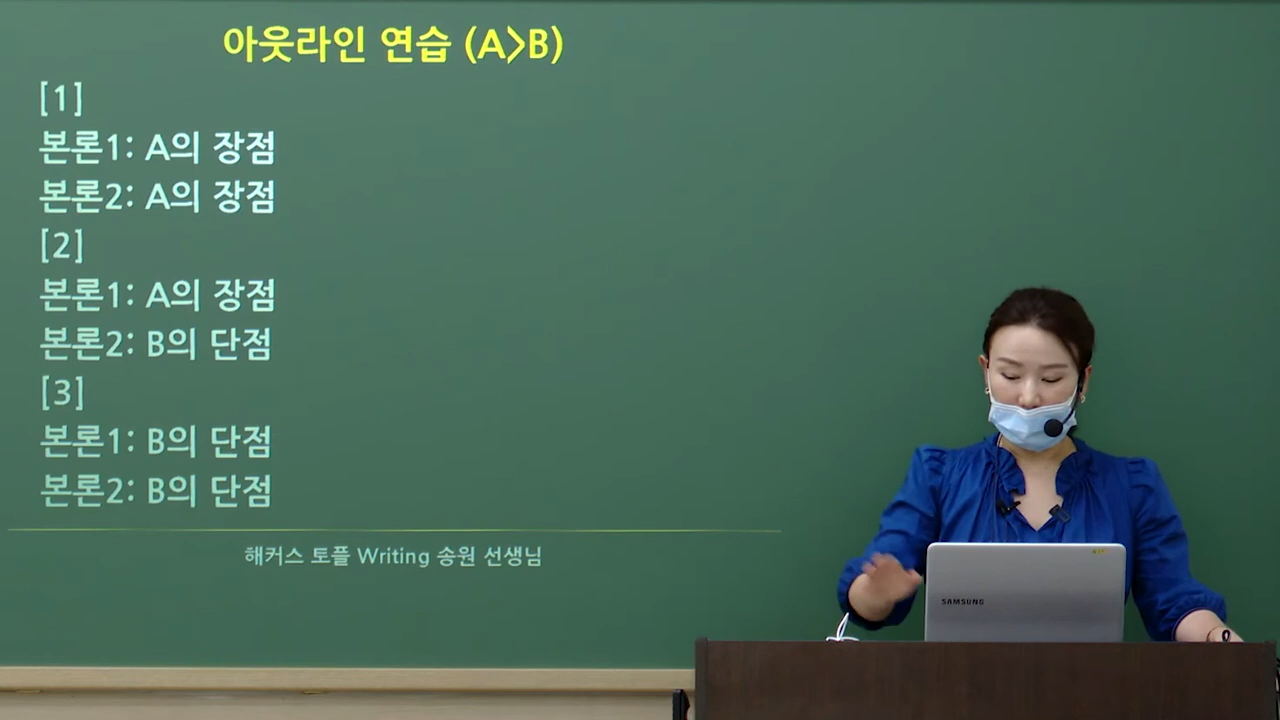 아웃라인 연습 (A>B)
[1]
본론1: A의 장점
본론2: A의 장점
[2]
본론1: A의 장점
본론2: B의 단점
[3]
본론1: B의 단점
본론2: B의 단점
해커스 토플 Writing 송원 선생님
SAMSUNG